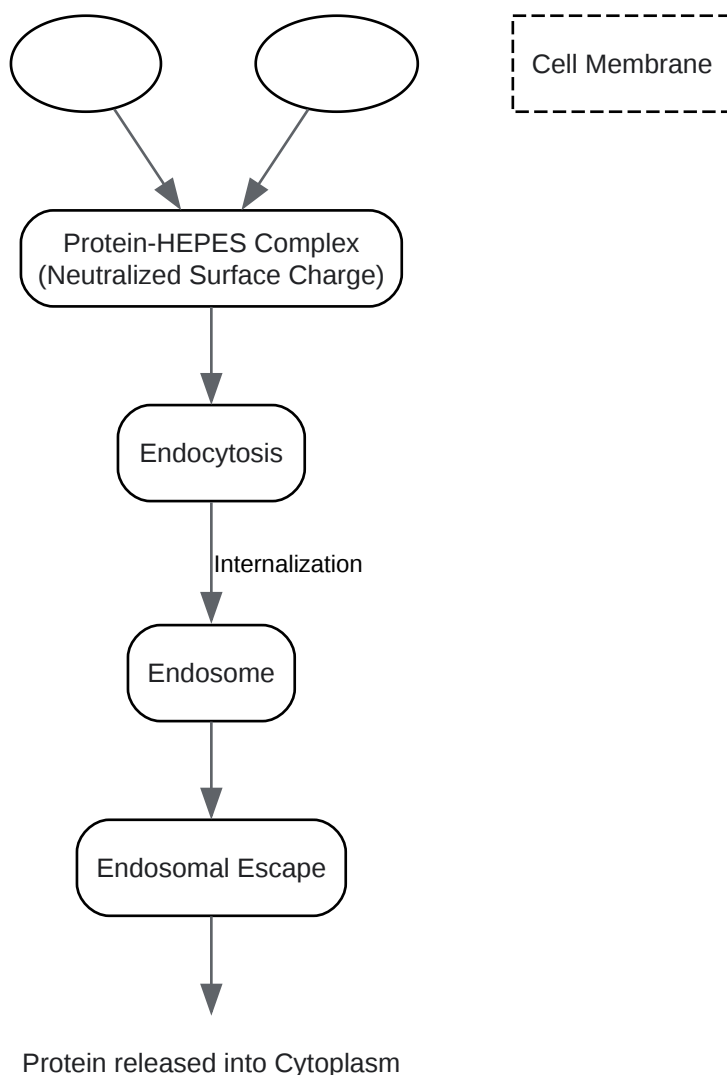 Cell Membrane
Protein-HEPES Complex
(Neutralized Surface Charge)
Endocytosis
Internalization
Endosome
Endosomal Escape
Protein released into Cytoplasm